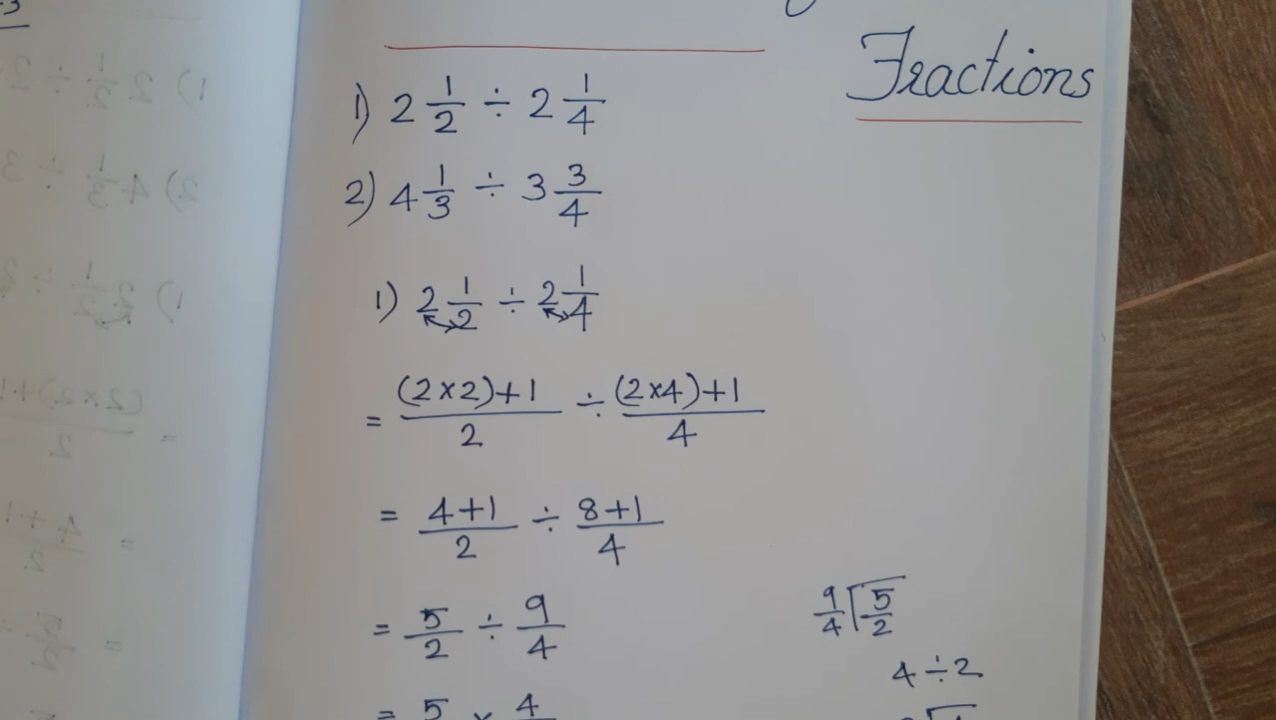 Fractions
1) 2 1/2 ÷ 2 1/4
2) 4 1/3 ÷ 3 3/4
1) 2 1/2 ÷ 2 1/4
= (2×2)+1/2 ÷ (2×4)+1/4
= 4+1/2 ÷ 8+1/4
= 5/2 ÷ 9/4
= 5 × 4
9/4 5/2
4÷2